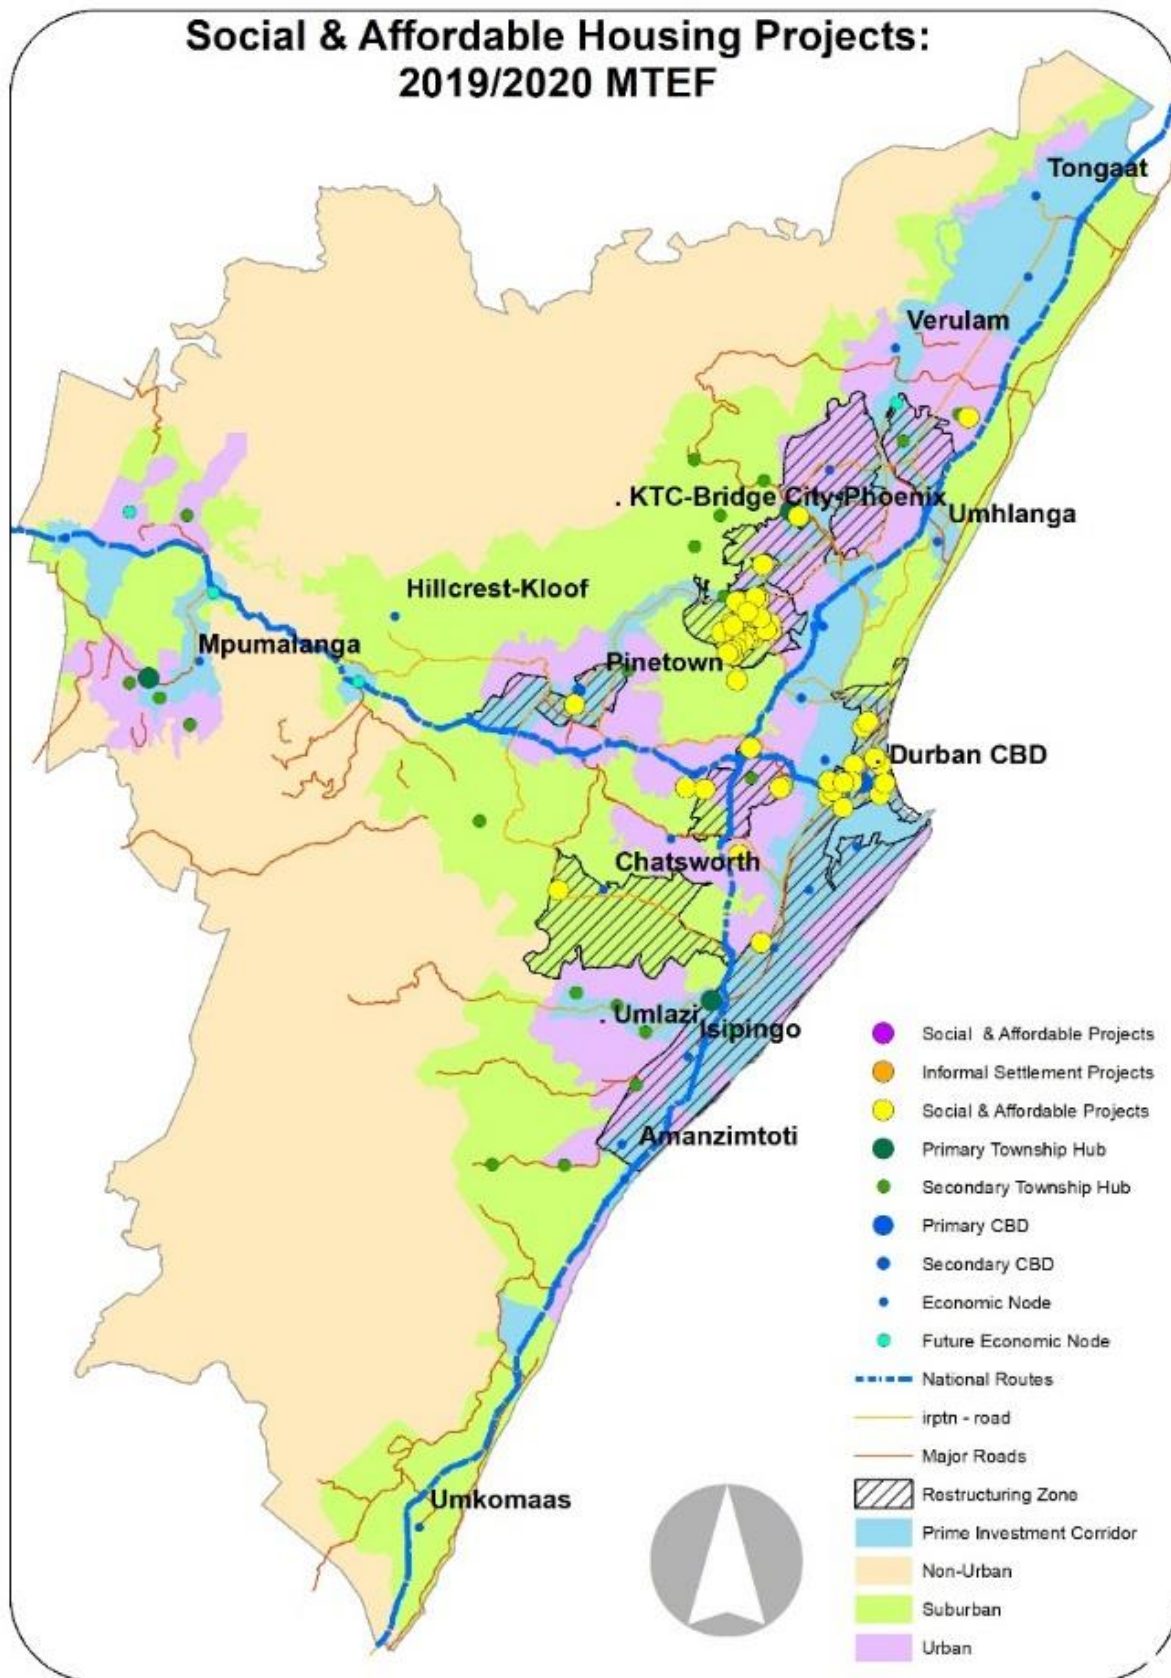 Social & Affordable Housing Projects:
2019/2020 MTEF
Tongaat
Verulam
. KTC-Bridge City-Phoenix
Umhlanga
Hillcrest-Kloof
Mpumalanga
Pinetown
Durban CBD
Chatsworth
. Umlazi
Isipingo
Amanzimtoti
Umkomaas
Social & Affordable Projects
Informal Settlement Projects
Social & Affordable Projects
Primary Township Hub
Secondary Township Hub
Primary CBD
Secondary CBD
Economic Node
Future Economic Node
National Routes
irptn - road
Major Roads
Restructuring Zone
Prime Investment Corridor
Non-Urban
Suburban
Urban